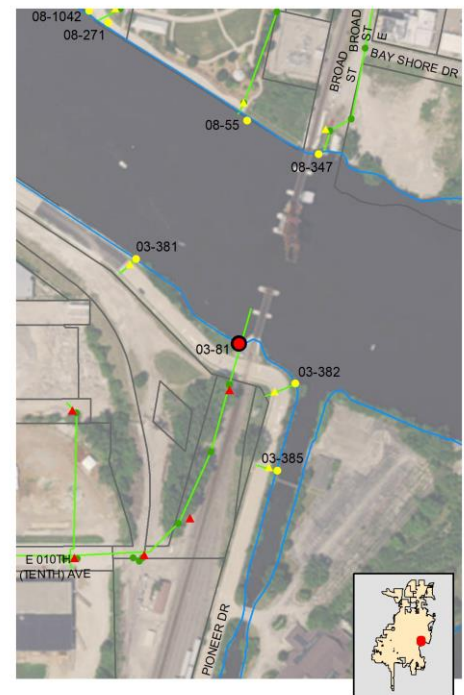 08-1042
08-271
BROAD ST
BROAD ST E
BAY SHORE DR
08-55
08-347
03-381
03-81
03-382
03-385
E 010TH
(TENTH) AVE
PIONEER DR